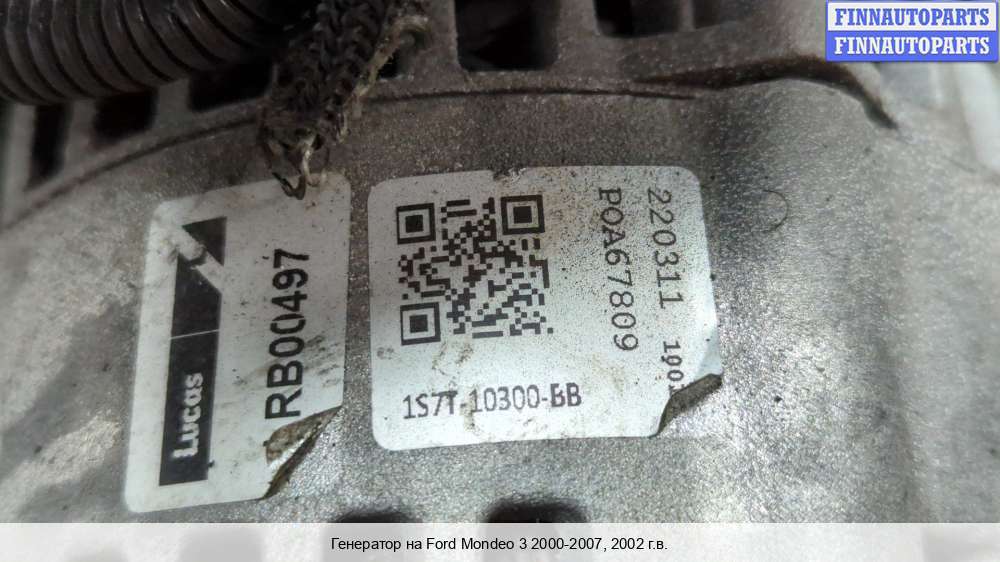 FINNAUTOPARTS
FINNAUTOPARTS
Lucas
RB00497
220311
POA67809
1S7T-10300-BB
Генератор на Ford Mondeo 3 2000-2007, 2002 г.в.